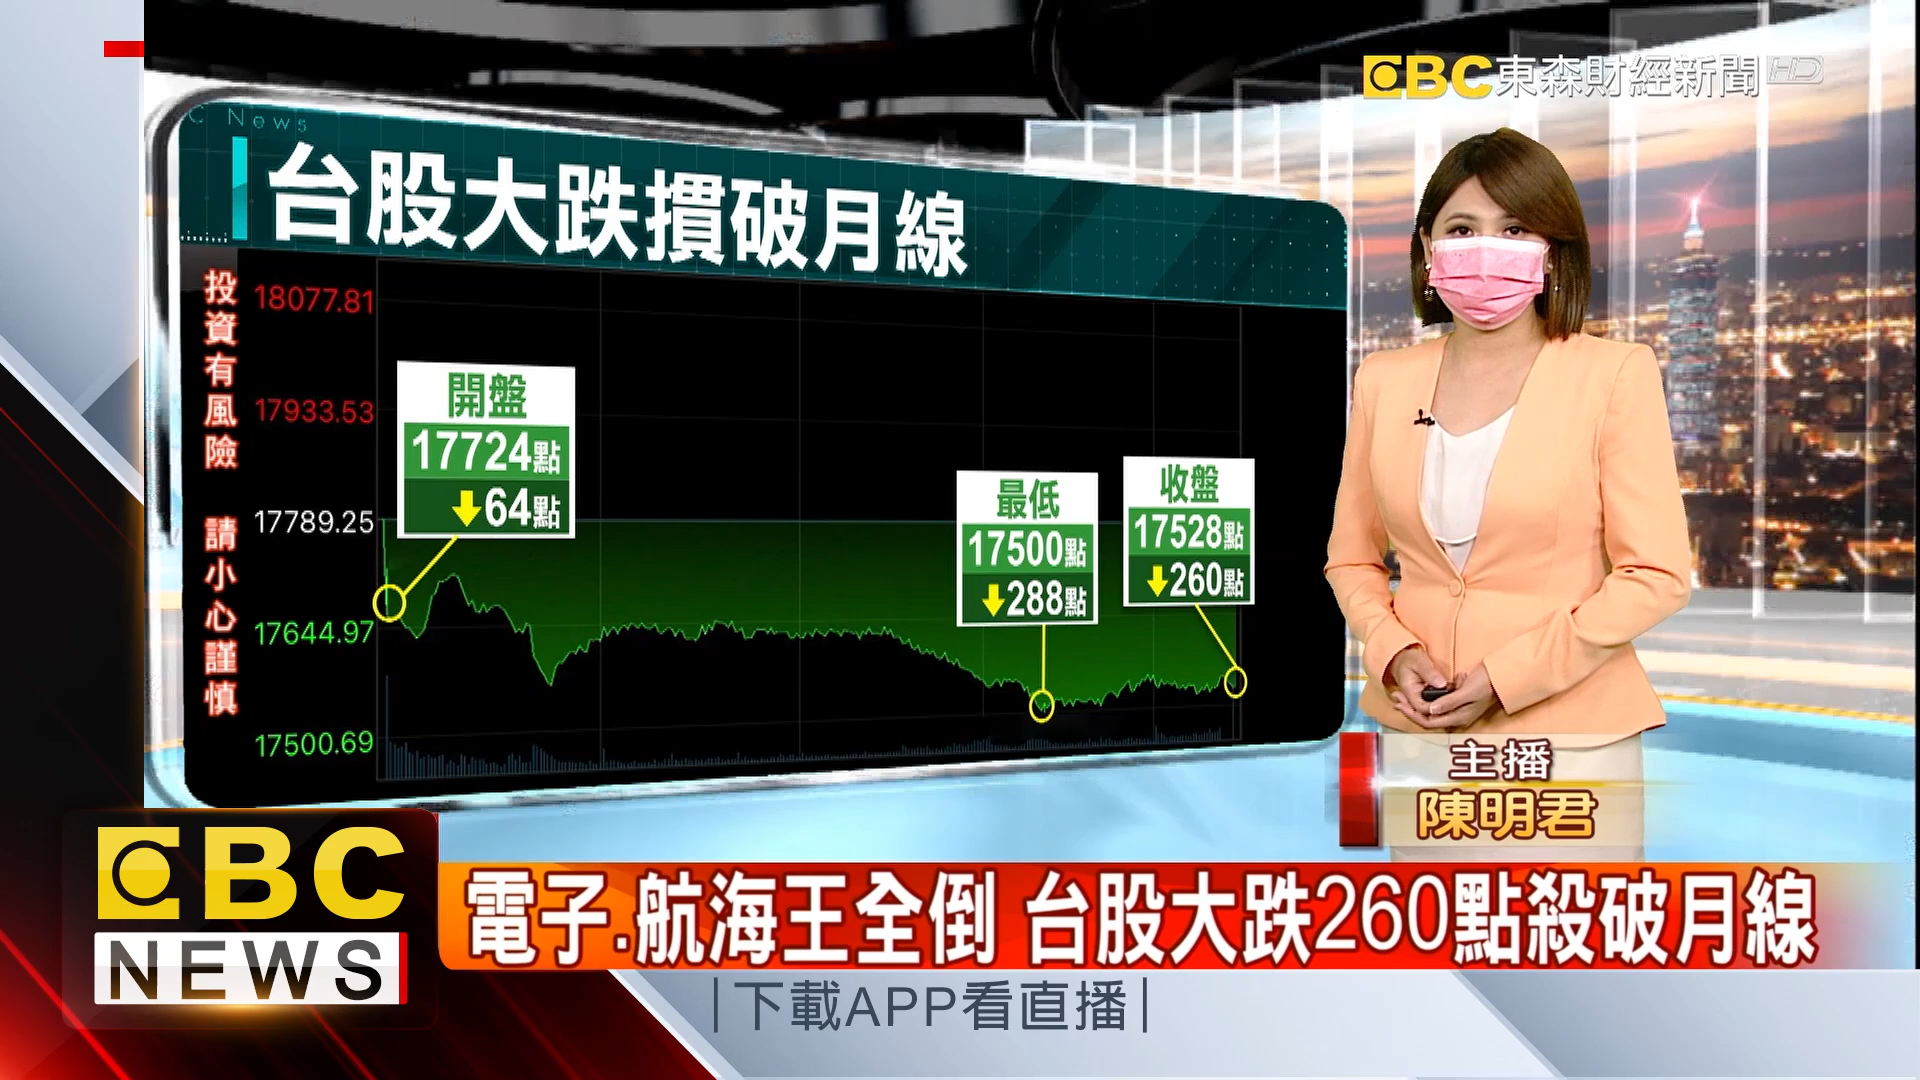 EBC東森財經新聞HD
C News
台股大跌摜破月線
投資有風險 請小心謹慎
18077.81
17933.53
17789.25
17644.97
17500.69
開盤
17724點
↓64點
最低
17500點
↓288點
收盤
17528點
↓260點
主播
陳明君
EBC
NEWS
電子.航海王全倒 台股大跌260點殺破月線
|下載APP看直播|